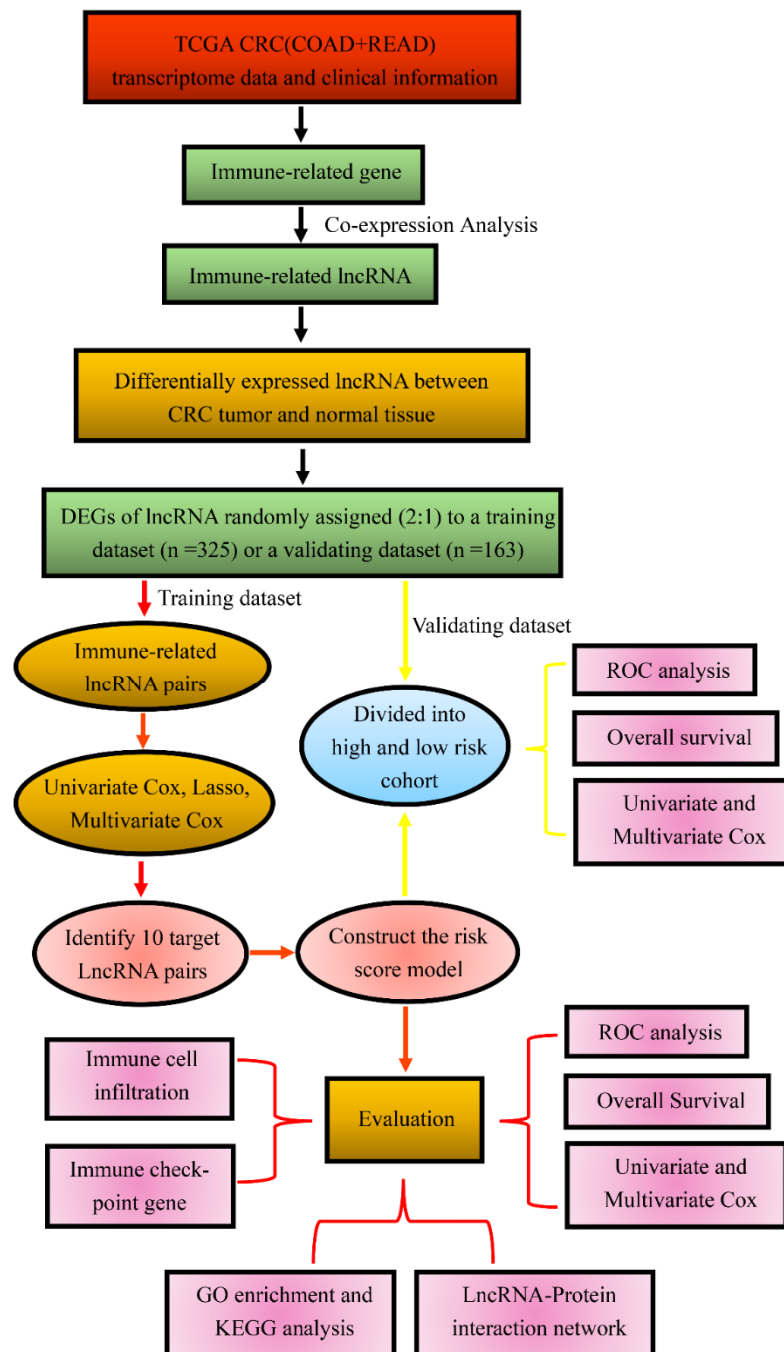 TCGA CRC(COAD+READ)
transcriptome data and clinical information
Immune-related gene
Co-expression Analysis
Immune-related lncRNA
Differentially expressed lncRNA between
CRC tumor and normal tissue
DEGs of lncRNA randomly assigned (2:1) to a training
dataset (n =325) or a validating dataset (n =163)
Training dataset
Validating dataset
Immune-related
lncRNA pairs
Divided into
high and low risk
cohort
ROC analysis
Overall survival
Univariate and
Multivariate Cox
Univariate Cox, Lasso,
Multivariate Cox
Identify 10 target
LncRNA pairs
Construct the risk
score model
Immune cell
infiltration
Immune check-
point gene
Evaluation
ROC analysis
Overall Survival
Univariate and
Multivariate Cox
GO enrichment and
KEGG analysis
LncRNA-Protein
interaction network